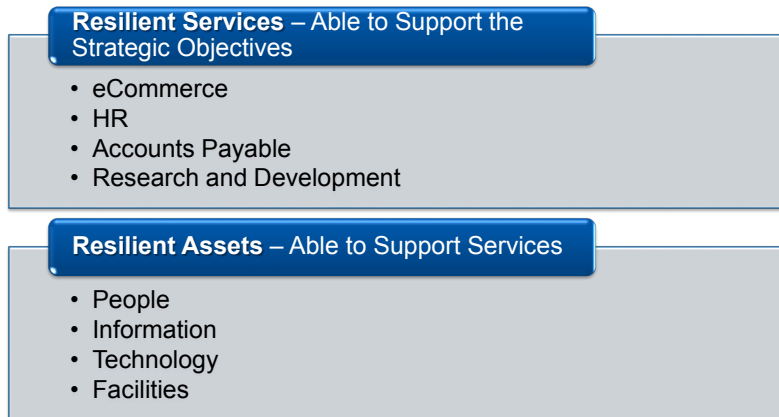 Resilient Services – Able to Support the
Strategic Objectives
• eCommerce
• HR
• Accounts Payable
• Research and Development
Resilient Assets – Able to Support Services
• People
• Information
• Technology
• Facilities